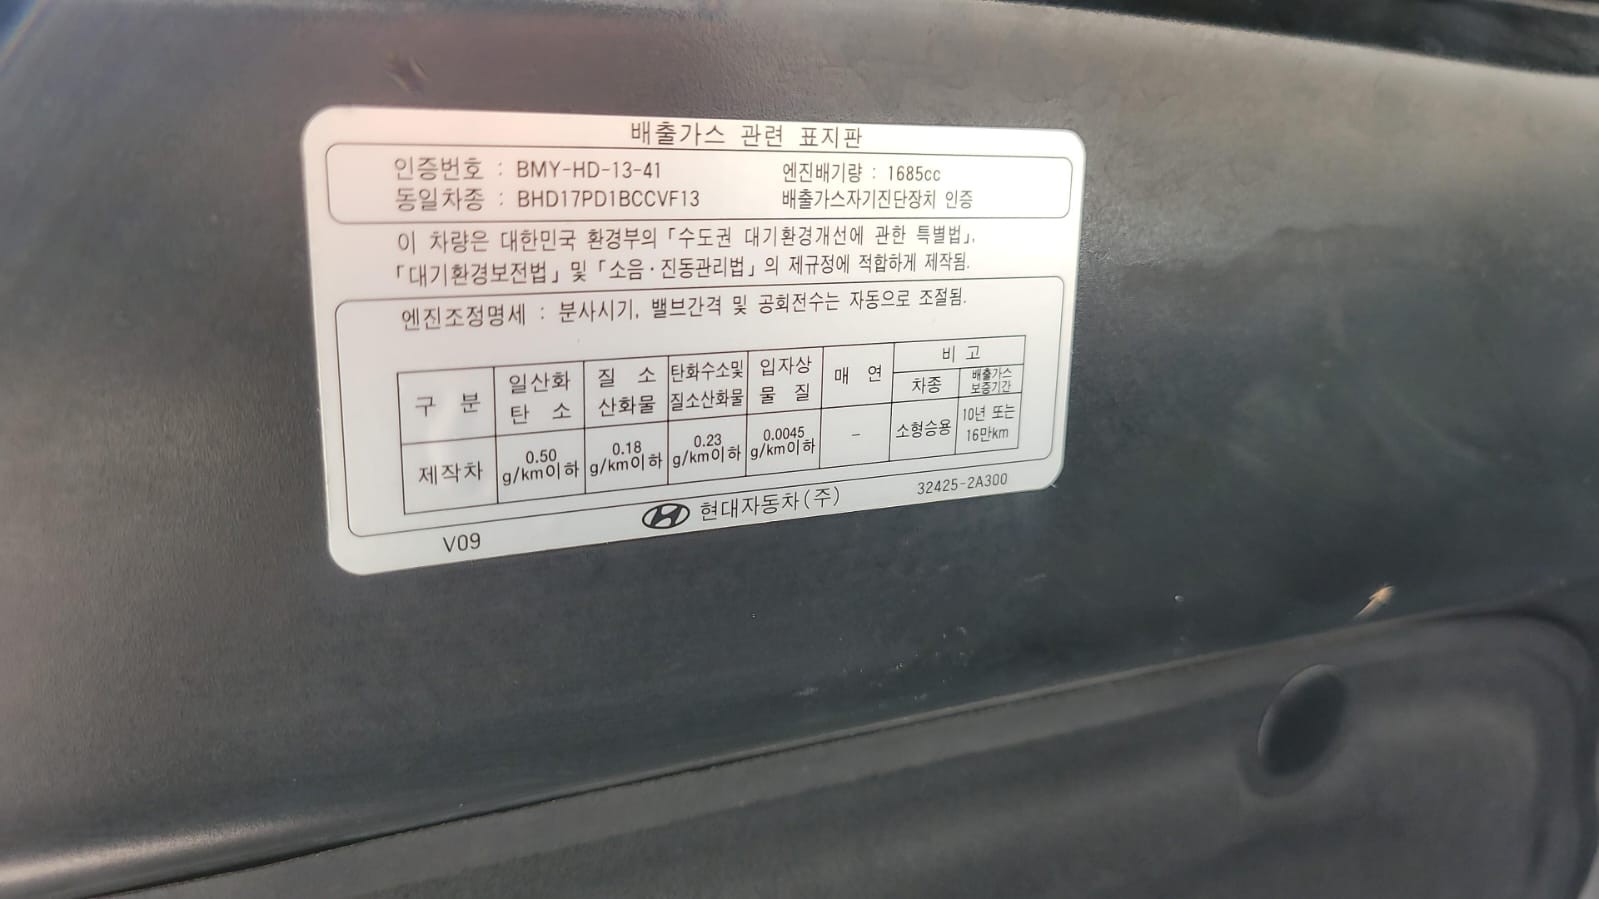 배출가스 관련 표지판
인증번호 : BMY-HD-13-41 엔진배기량 : 1685cc
동일차종 : BHD17PD1BCCVF13 배출가스자기진단장치 인증
이 차량은 대한민국 환경부의 「수도권 대기환경개선에 관한 특별법」,
「대기환경보전법」 및 「소음·진동관리법」의 제규정에 적합하게 제작됨.
엔진조정명세 : 분사시기, 밸브간격 및 공회전수는 자동으로 조절됨.
구 분 일산화 탄 소 질 소 산화물 탄화수소및 질소산화물 입자상 물 질 매 연 비 고
차종 배출가스 보증기간
제작차 0.50 g/km이하 0.18 g/km이하 0.23 g/km이하 0.0045 g/km이하 – 소형승용 10년 또는 16만km
V09 현대자동차(주) 32425-2A300